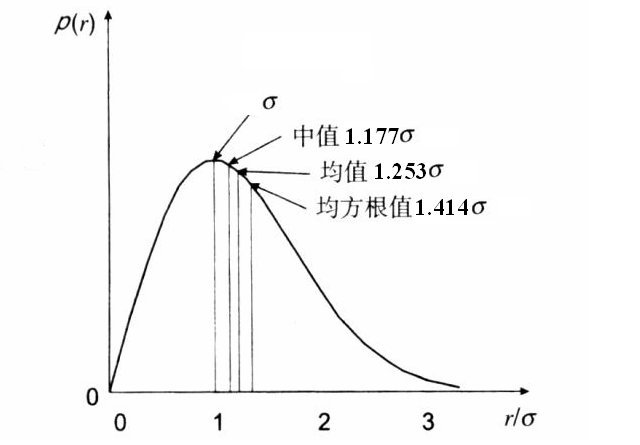 p(r)
σ
中值 1.177σ
均值 1.253σ
均方根值1.414σ
0
0 1 2 3 r/σ